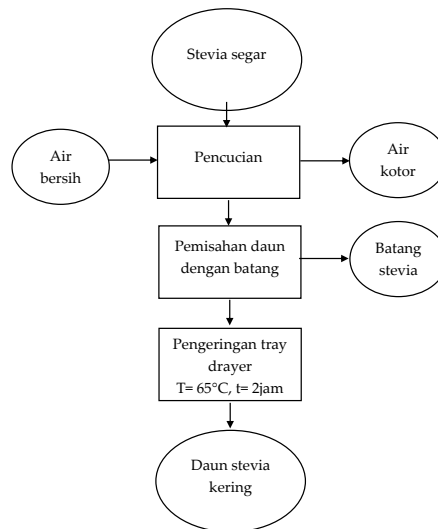 Stevia segar
Air
bersih
Pencucian
Air
kotor
Pemisahan daun
dengan batang
Batang
stevia
Pengeringan tray
drayer
T= 65°C, t= 2jam
Daun stevia
kering